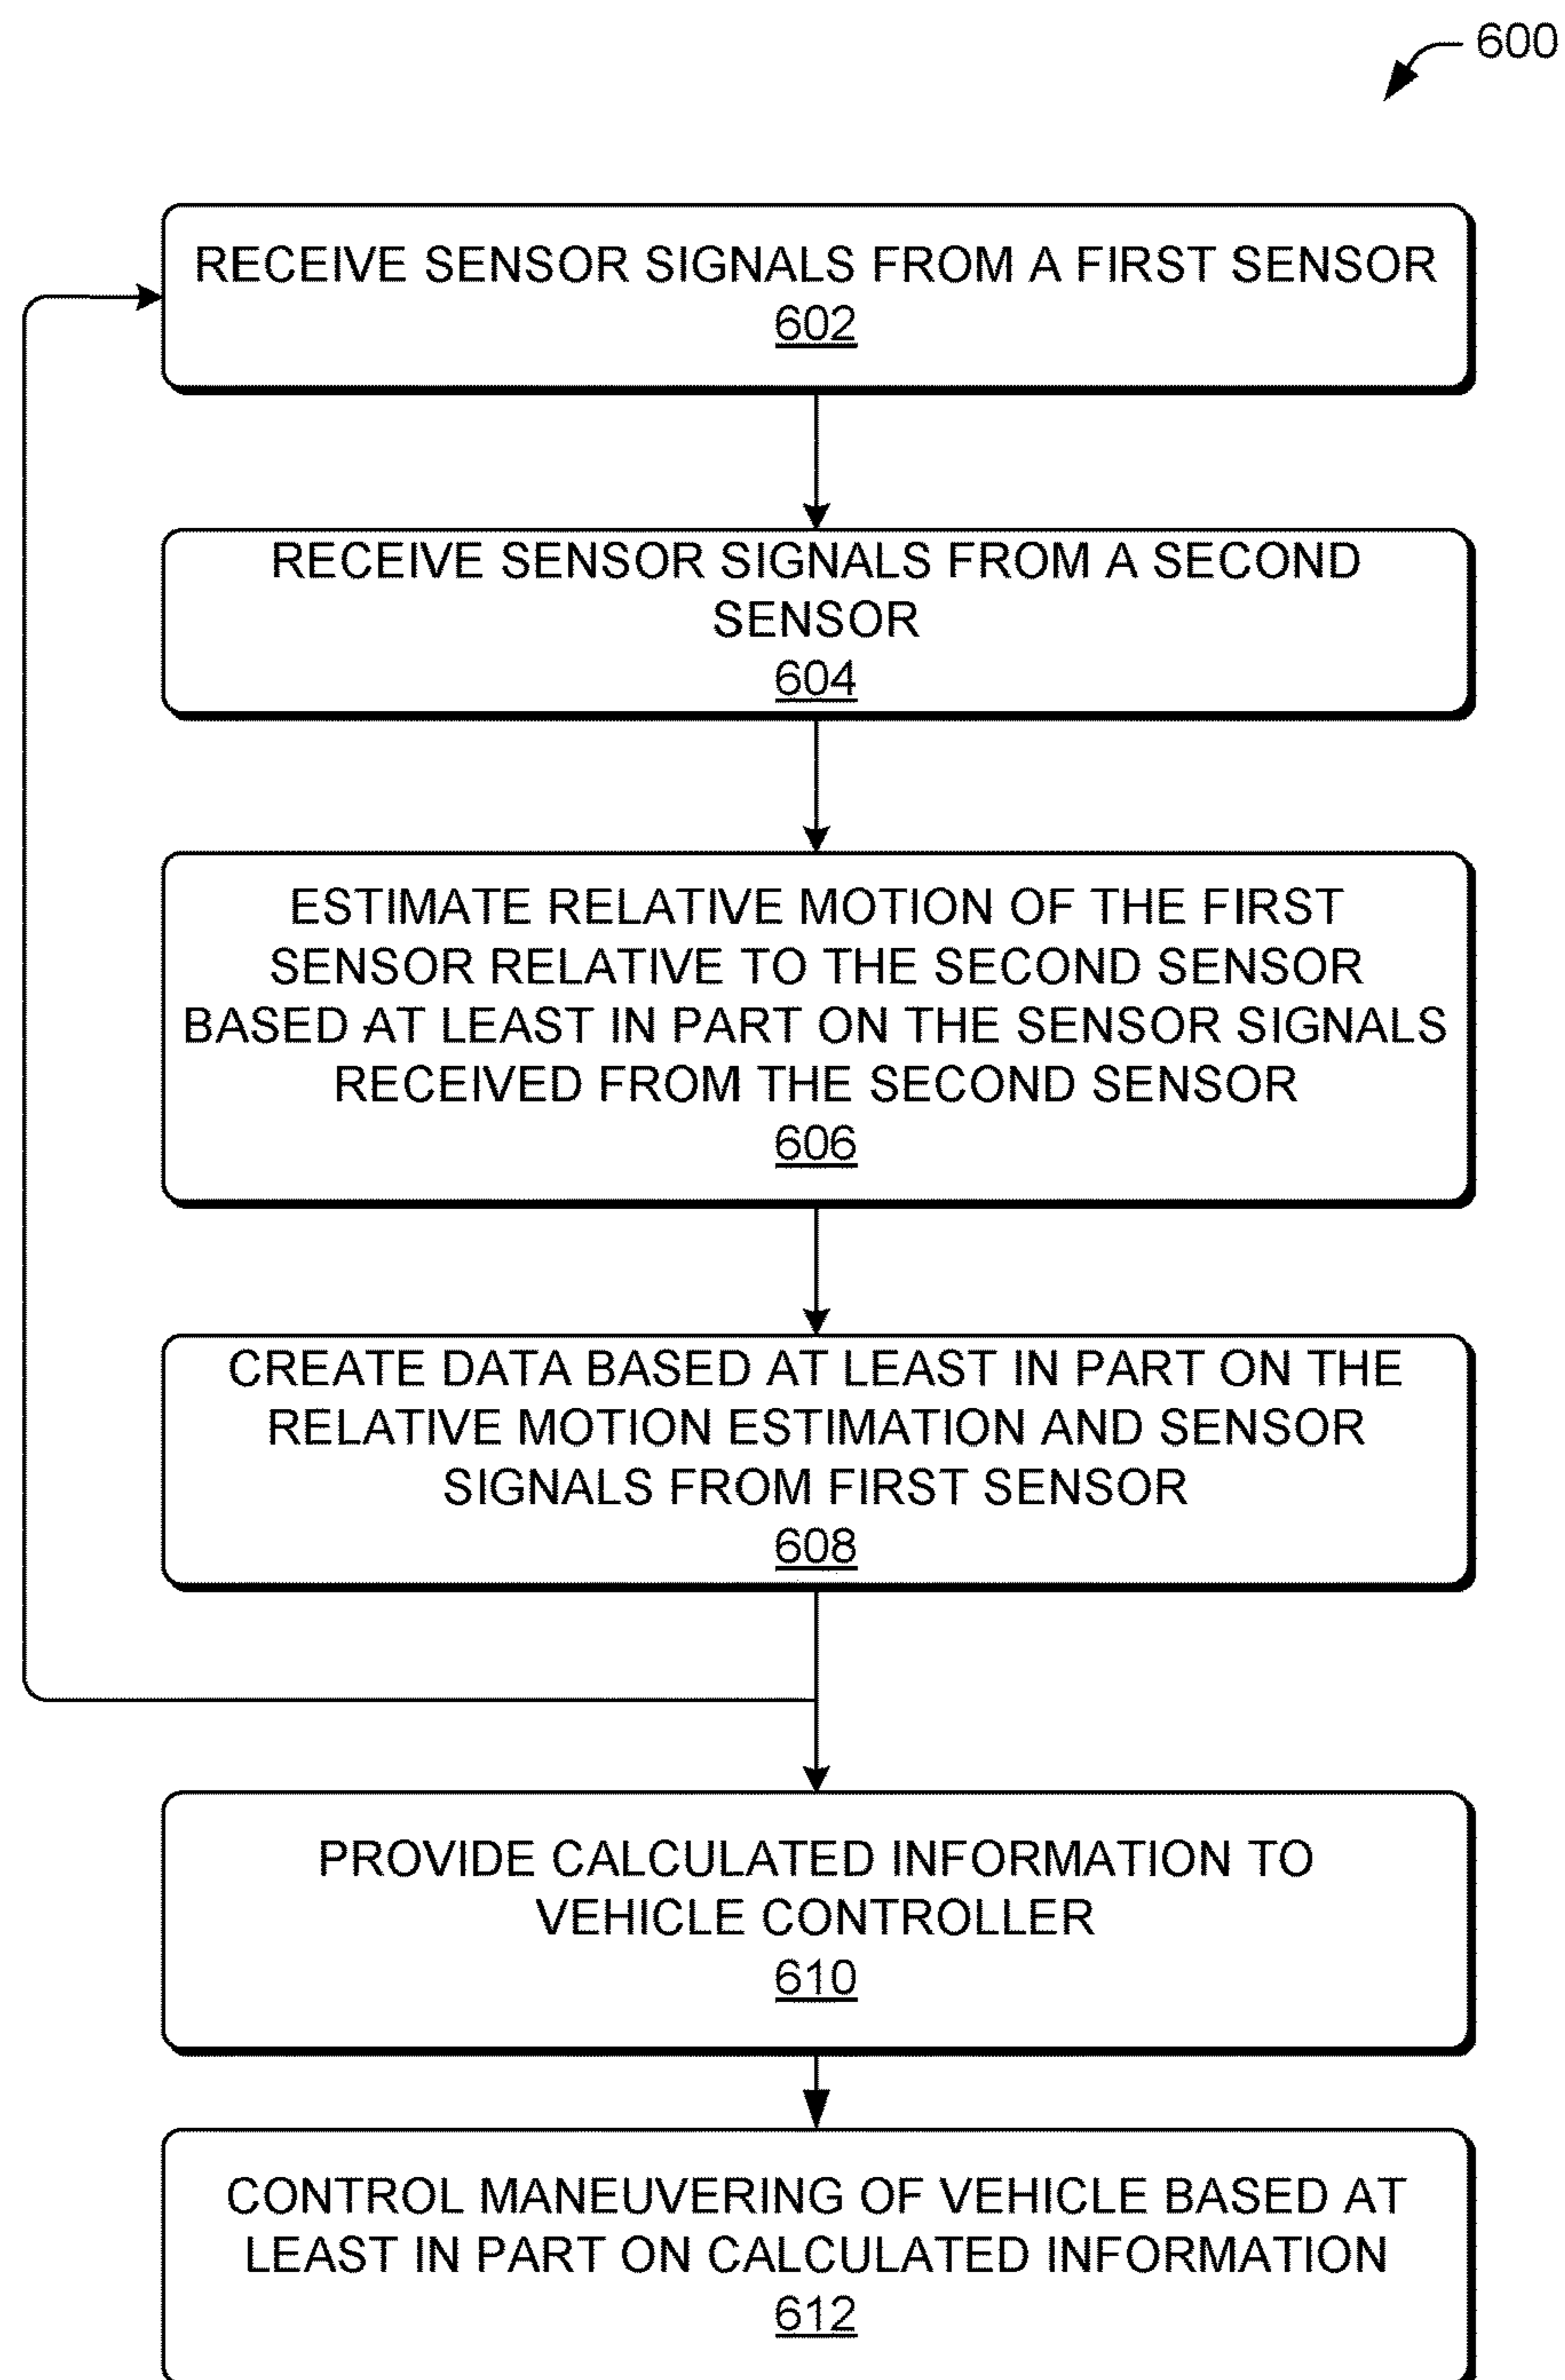 600
RECEIVE SENSOR SIGNALS FROM A FIRST SENSOR
602
RECEIVE SENSOR SIGNALS FROM A SECOND
SENSOR
604
ESTIMATE RELATIVE MOTION OF THE FIRST
SENSOR RELATIVE TO THE SECOND SENSOR
BASED AT LEAST IN PART ON THE SENSOR SIGNALS
RECEIVED FROM THE SECOND SENSOR
606
CREATE DATA BASED AT LEAST IN PART ON THE
RELATIVE MOTION ESTIMATION AND SENSOR
SIGNALS FROM FIRST SENSOR
608
PROVIDE CALCULATED INFORMATION TO
VEHICLE CONTROLLER
610
CONTROL MANEUVERING OF VEHICLE BASED AT
LEAST IN PART ON CALCULATED INFORMATION
612